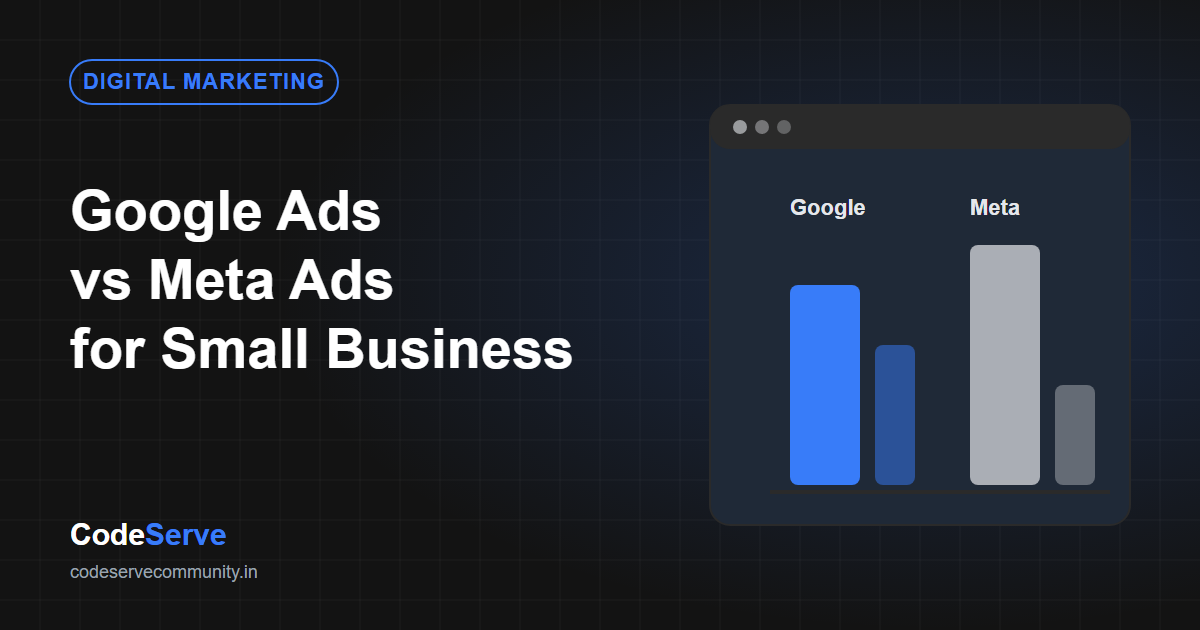 DIGITAL MARKETING
Google Ads
vs Meta Ads
for Small Business
Google
Meta
CodeServe
codeservecommunity.in